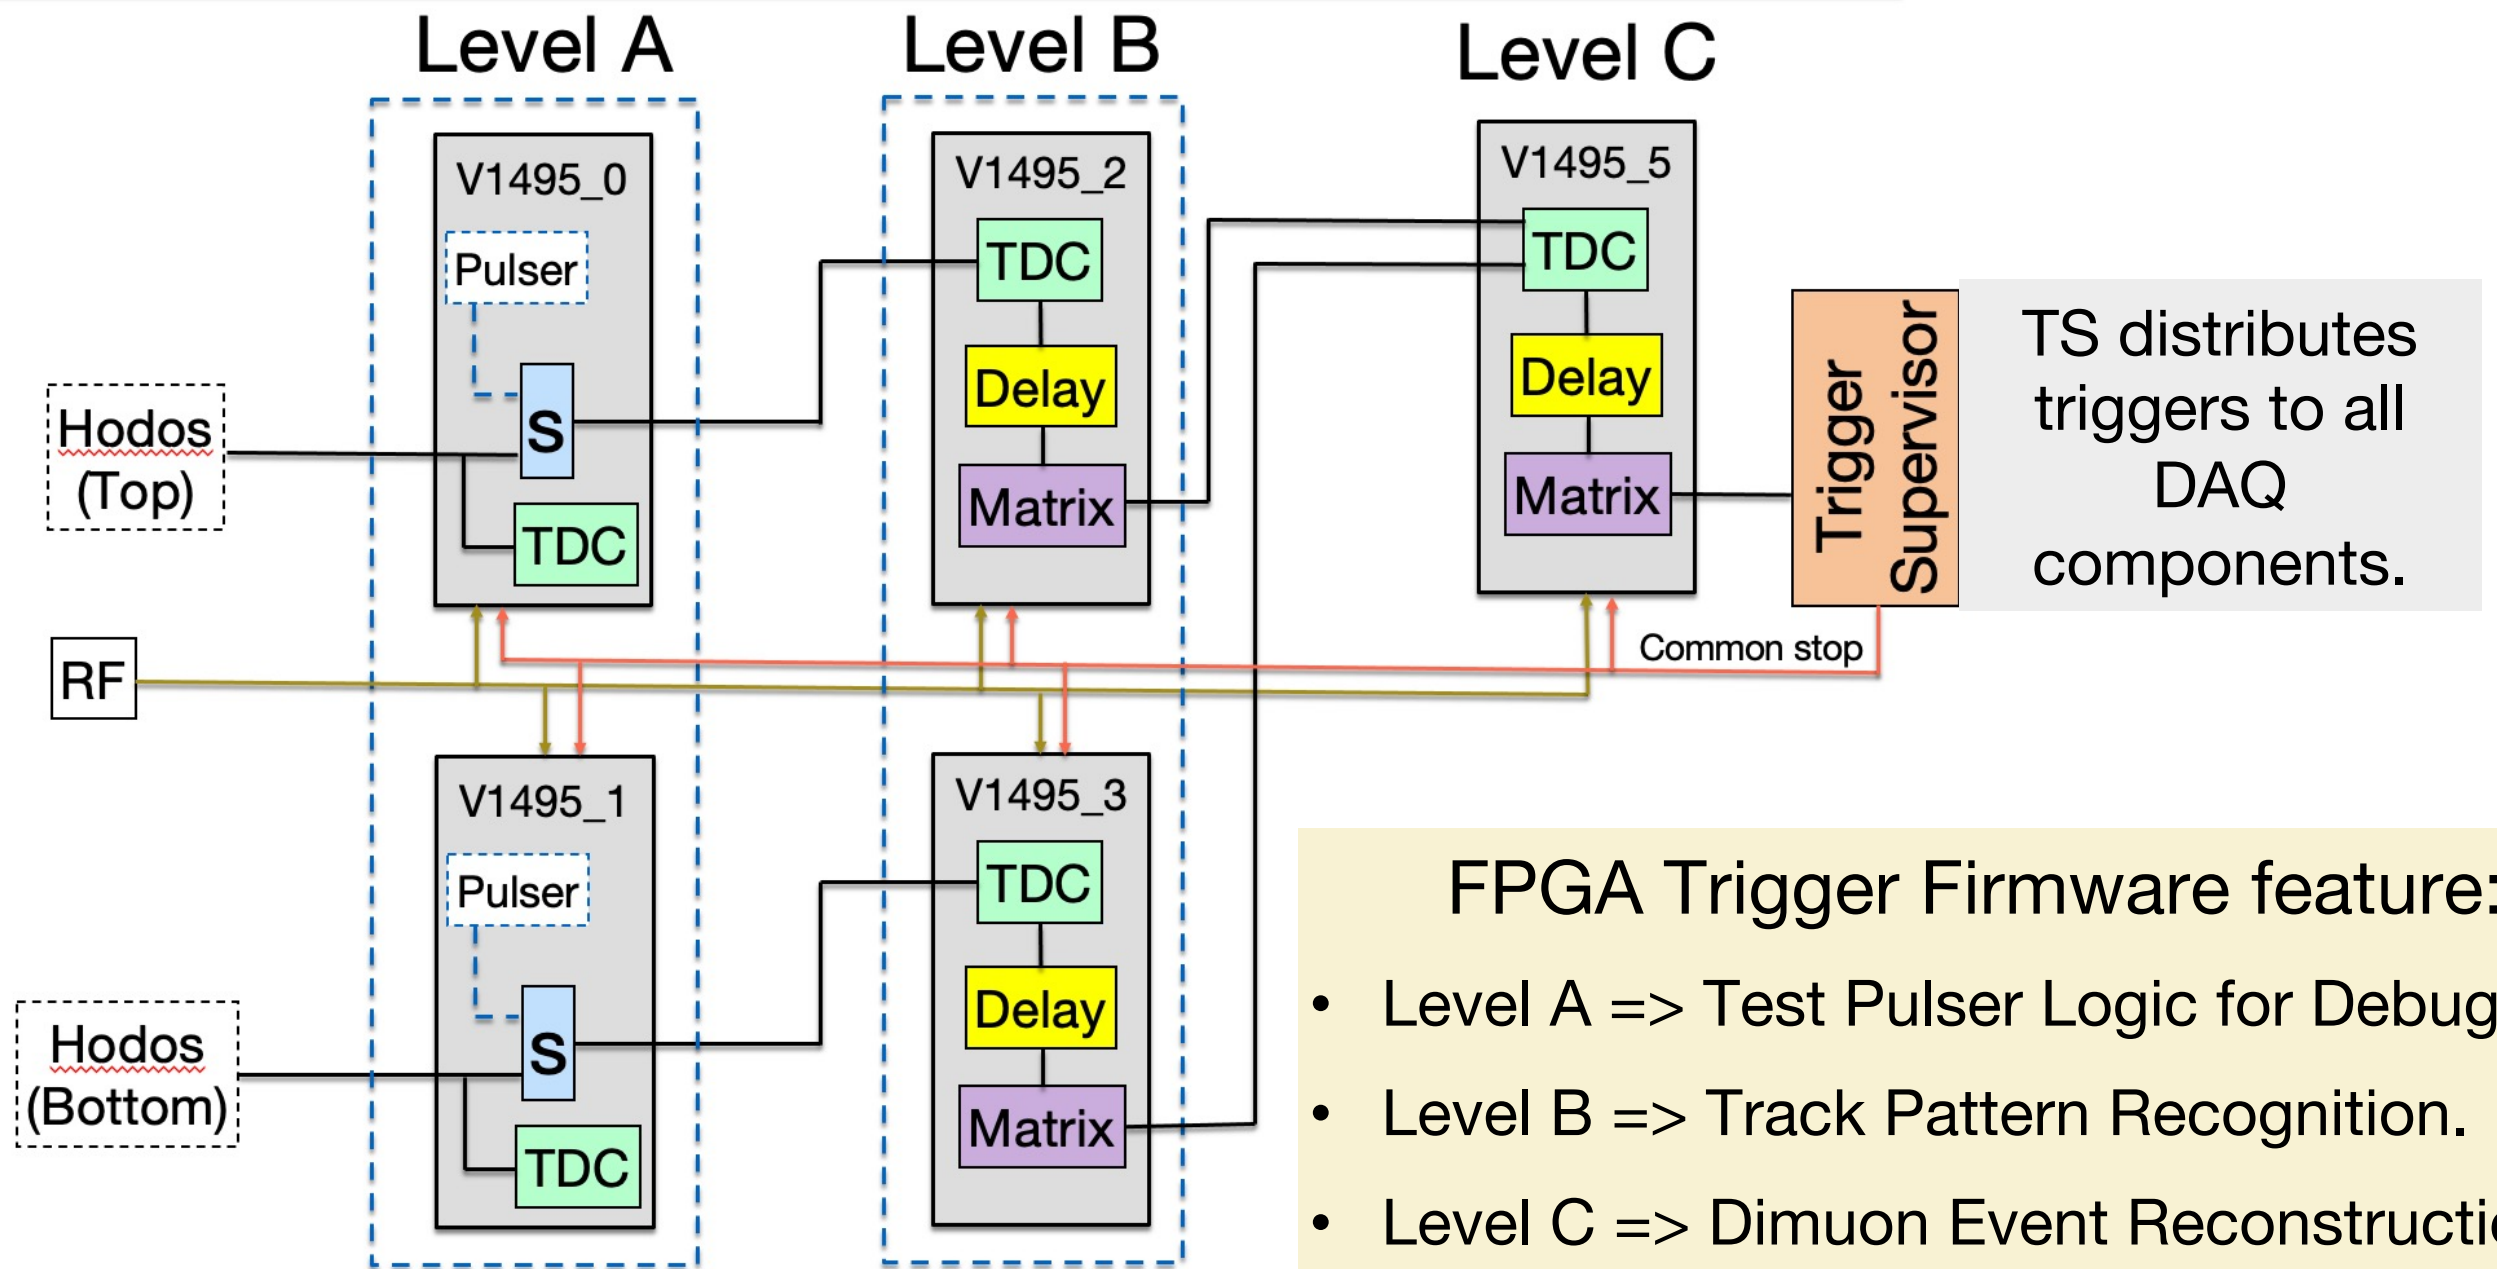 Level A
Level B
Level C
V1495_0
Pulser
S
TDC
V1495_2
TDC
Delay
Matrix
V1495_5
TDC
Delay
Matrix
Trigger
Supervisor
TS distributes
triggers to all
DAQ
components.
Hodos
(Top)
RF
Common stop
V1495_1
Pulser
S
TDC
V1495_3
TDC
Delay
Matrix
Hodos
(Bottom)
FPGA Trigger Firmware feature:
• Level A => Test Pulser Logic for Debug
• Level B => Track Pattern Recognition.
• Level C => Dimuon Event Reconstructi